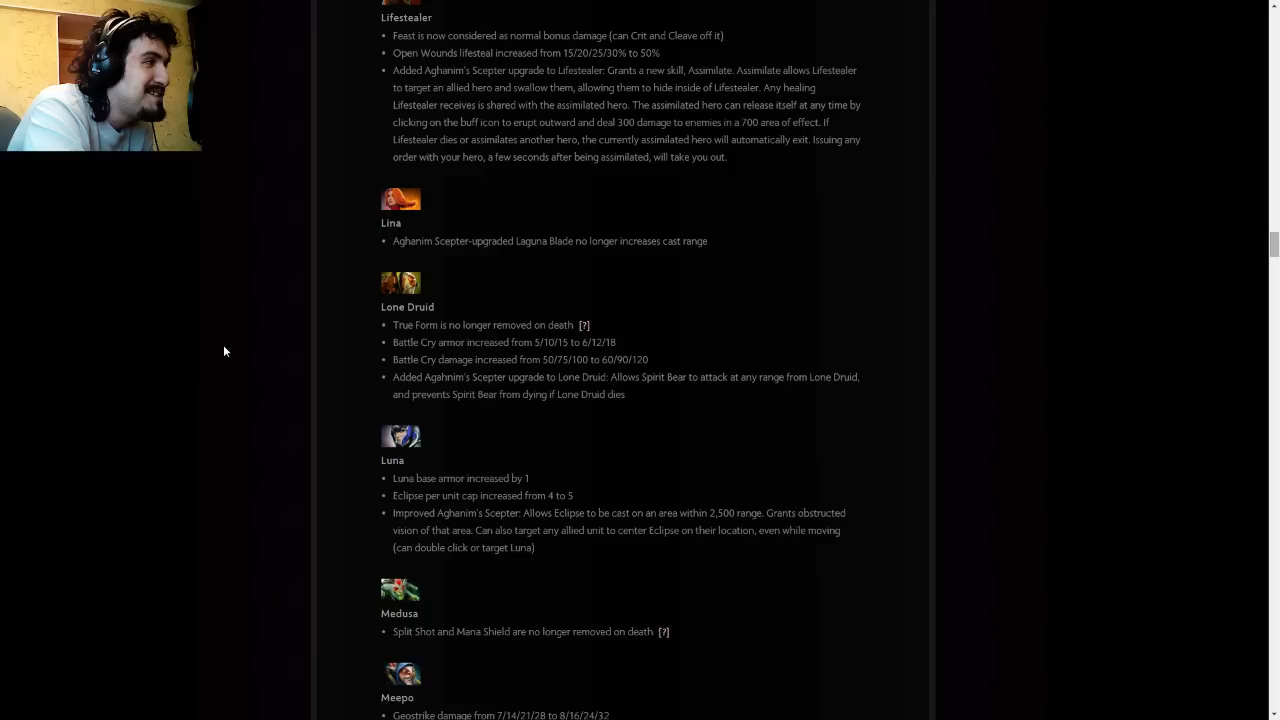 Lifestealer
• Feast is now considered as normal bonus damage (can Crit and Cleave off it)
• Open Wounds lifesteal increased from 15/20/25/30% to 50%
• Added Aghanim's Scepter upgrade to Lifestealer: Grants a new skill, Assimilate. Assimilate allows Lifestealer
to target an allied hero and swallow them, allowing them to hide inside of Lifestealer. Any healing
Lifestealer receives is shared with the assimilated hero. The assimilated hero can release itself at any time by
clicking on the buff icon to erupt outward and deal 300 damage to enemies in a 700 area of effect. If
Lifestealer dies or assimilates another hero, the currently assimilated hero will automatically exit. Issuing any
order with your hero, a few seconds after being assimilated, will take you out.
Lina
• Aghanim Scepter-upgraded Laguna Blade no longer increases cast range
Lone Druid
• True Form is no longer removed on death [?]
• Battle Cry armor increased from 5/10/15 to 6/12/18
• Battle Cry damage increased from 50/75/100 to 60/90/120
• Added Agahnim's Scepter upgrade to Lone Druid: Allows Spirit Bear to attack at any range from Lone Druid,
and prevents Spirit Bear from dying if Lone Druid dies
Luna
• Luna base armor increased by 1
• Eclipse per unit cap increased from 4 to 5
• Improved Aghanim's Scepter: Allows Eclipse to be cast on an area within 2,500 range. Grants obstructed
vision of that area. Can also target any allied unit to center Eclipse on their location, even while moving
(can double click or target Luna)
Medusa
• Split Shot and Mana Shield are no longer removed on death [?]
Meepo
• Geostrike damage from 7/14/21/28 to 8/16/24/32